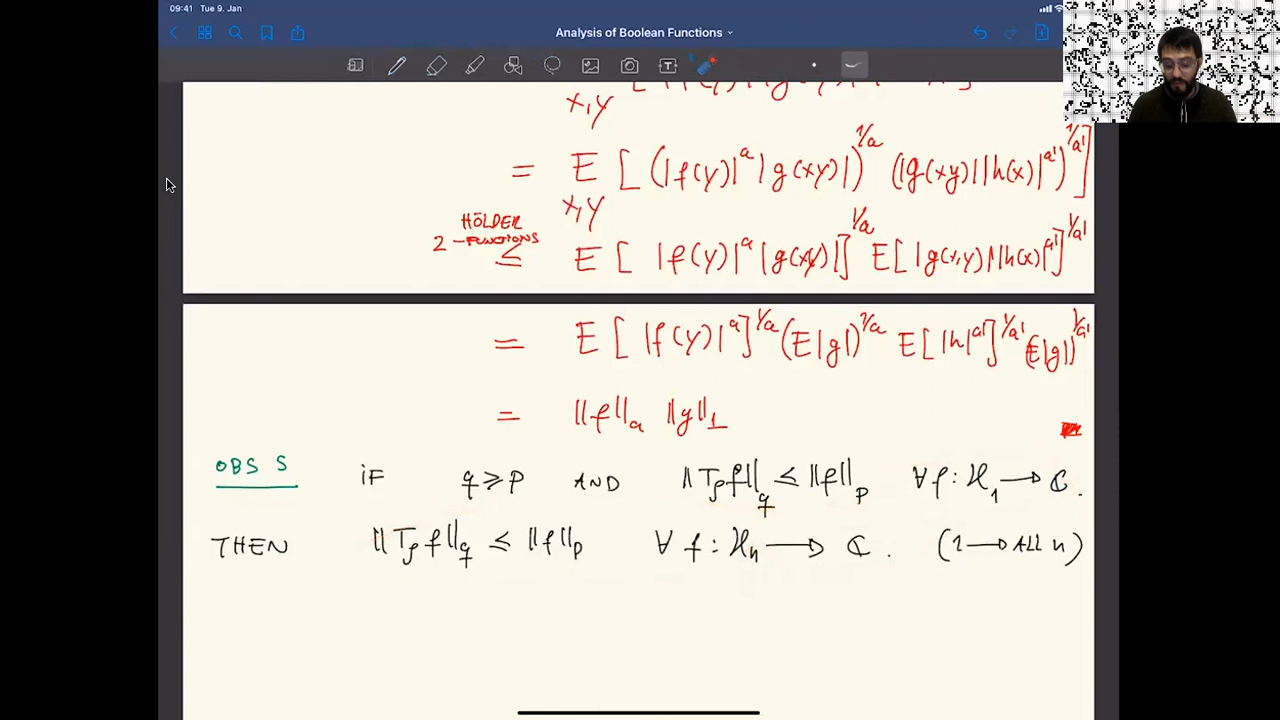 09:41 Tue 9. Jan
Analysis of Boolean Functions
x,y
= E [ (|f(y)|^a |g(xy)|)^{1/a} (|g(xy)||h(x)|^{a'})^{1/a'} ]
x,y
HÖLDER
2-FUNCTIONS
≤ E [ |f(y)|^a |g(xy)| ]^{1/a} E[ |g(x,y)||h(x)|^{a'} ]^{1/a'}
= E [ |f(y)|^a ]^{1/a} (E|g|)^{1/a} E[ |h|^{a'} ]^{1/a'} (E|g|)^{1/a'}
= ||f||_a ||g||_1
OBS 5 IF q ≥ p AND ||T_ρ f||_q ≤ ||f||_p ∀ f : H_1 → ℂ.
THEN ||T_ρ f||_q ≤ ||f||_p ∀ f : H_n → ℂ. (1 → ALL n)